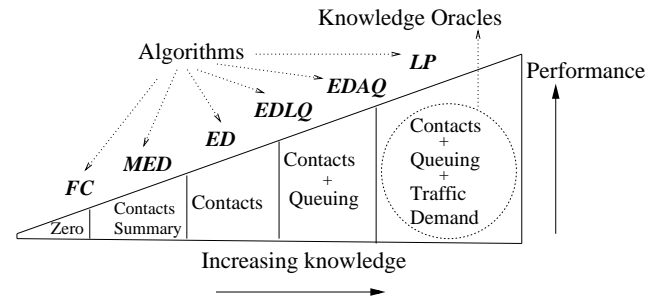 Knowledge Oracles
Algorithms
LP
Performance
EDAQ
EDLQ
ED
MED
FC
Zero
Contacts
Summary
Contacts
Contacts
+
Queuing
Contacts
+
Queuing
+
Traffic
Demand
Increasing knowledge